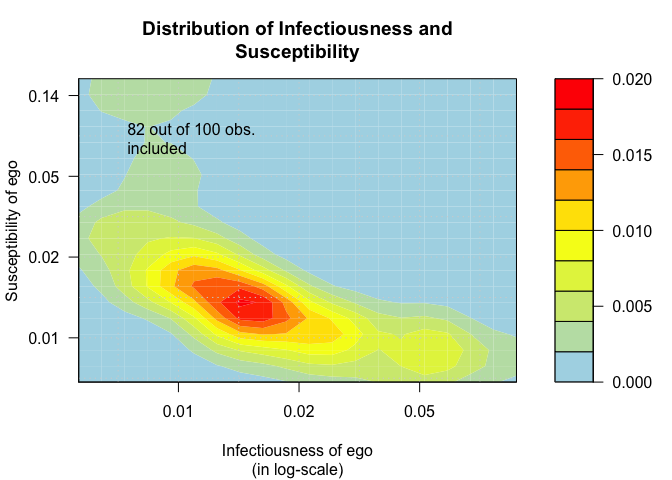 Distribution of Infectiousness and
Susceptibility
82 out of 100 obs.
included
Susceptibility of ego
0.14
0.05
0.02
0.01
0.01
0.02
0.05
Infectiousness of ego
(in log-scale)
0.020
0.015
0.010
0.005
0.000